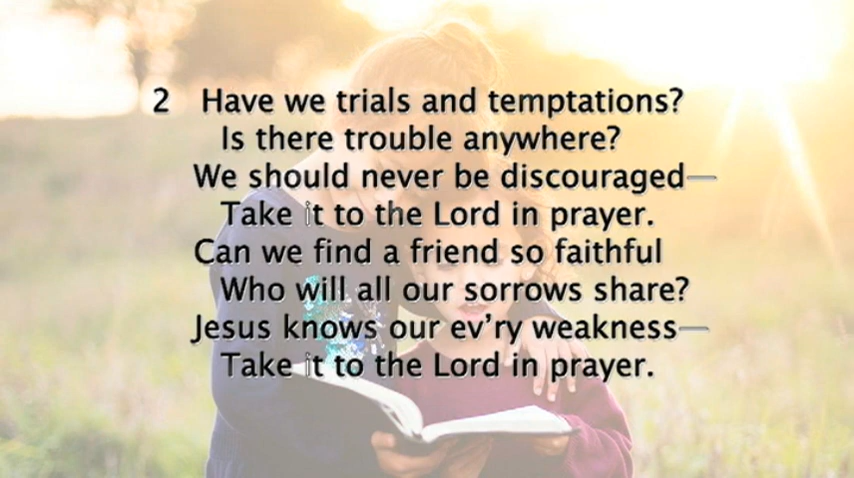 2 Have we trials and temptations?
Is there trouble anywhere?
We should never be discouraged—
Take it to the Lord in prayer.
Can we find a friend so faithful
Who will all our sorrows share?
Jesus knows our ev’ry weakness—
Take it to the Lord in prayer.